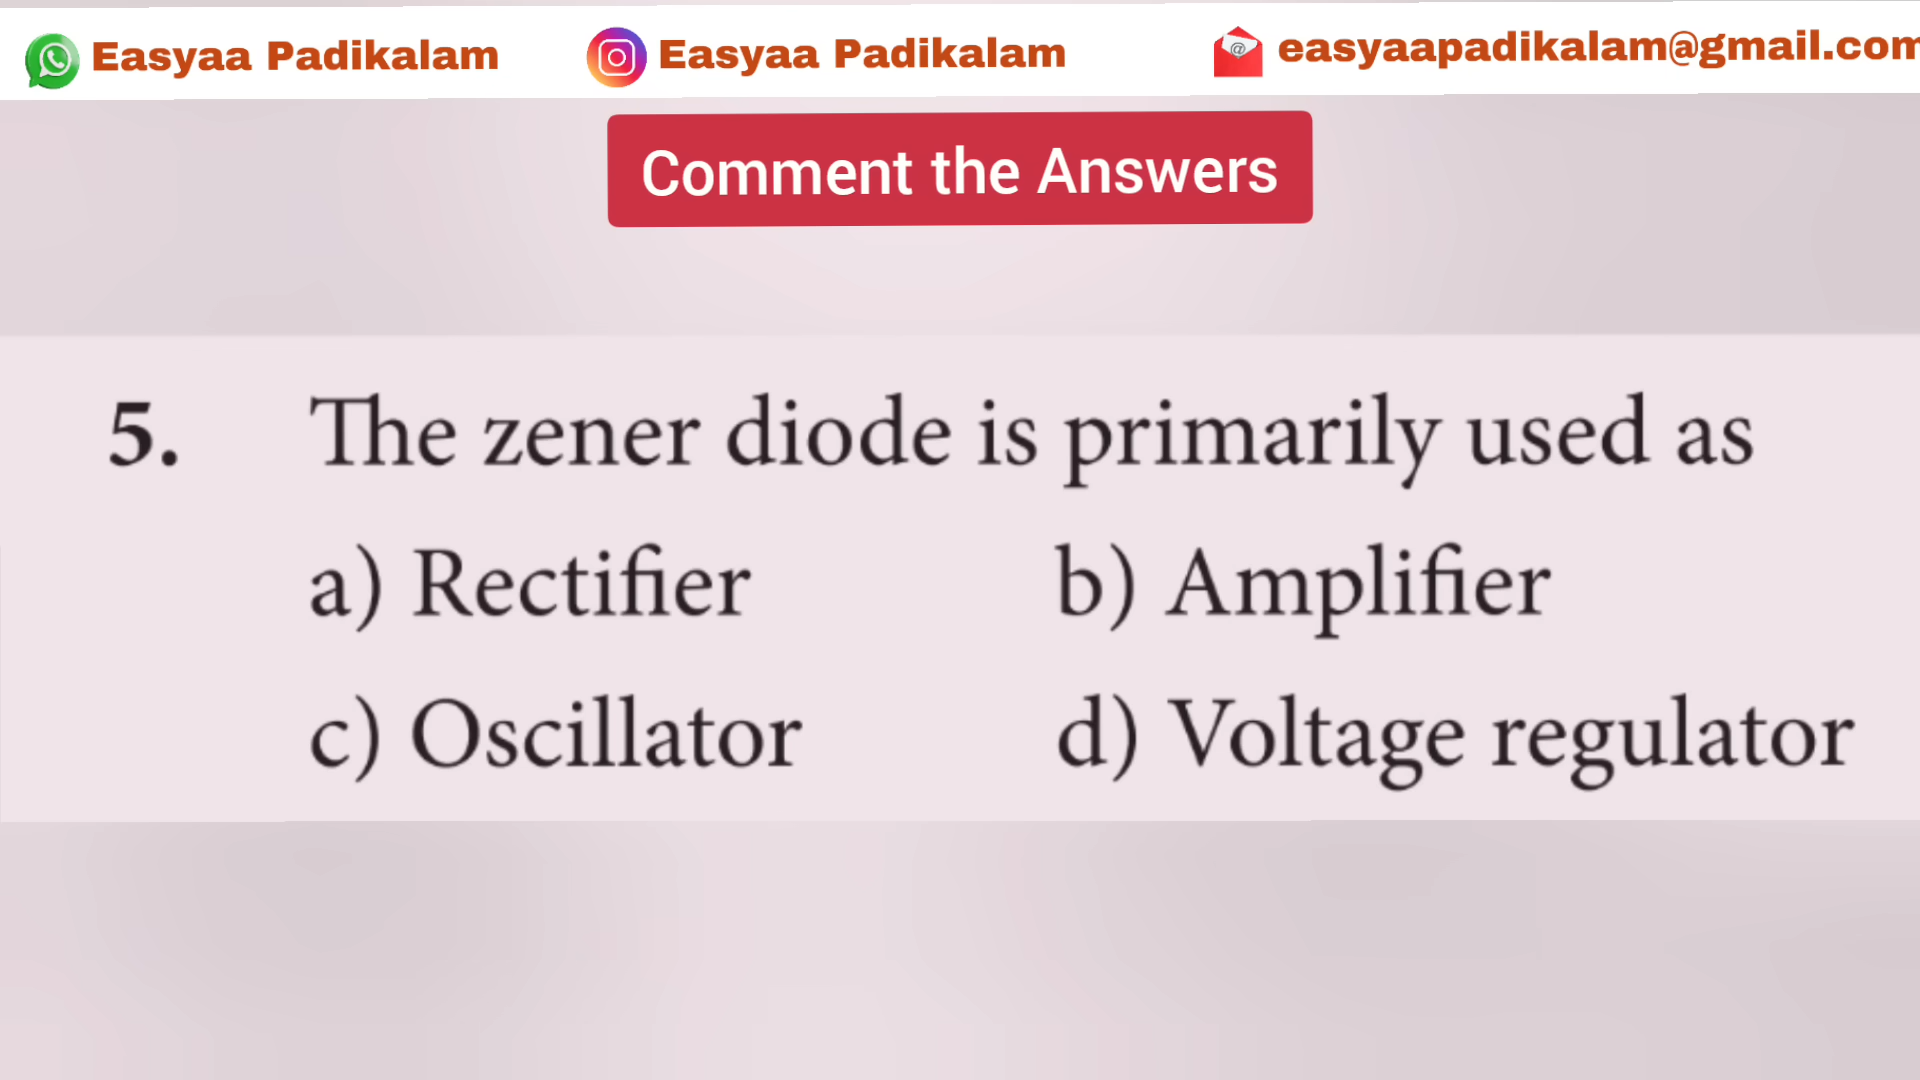 Easyaa Padikalam Easyaa Padikalam easyaapadikalam@gmail.com
Comment the Answers
5. The zener diode is primarily used as
a) Rectifier b) Amplifier
c) Oscillator d) Voltage regulator